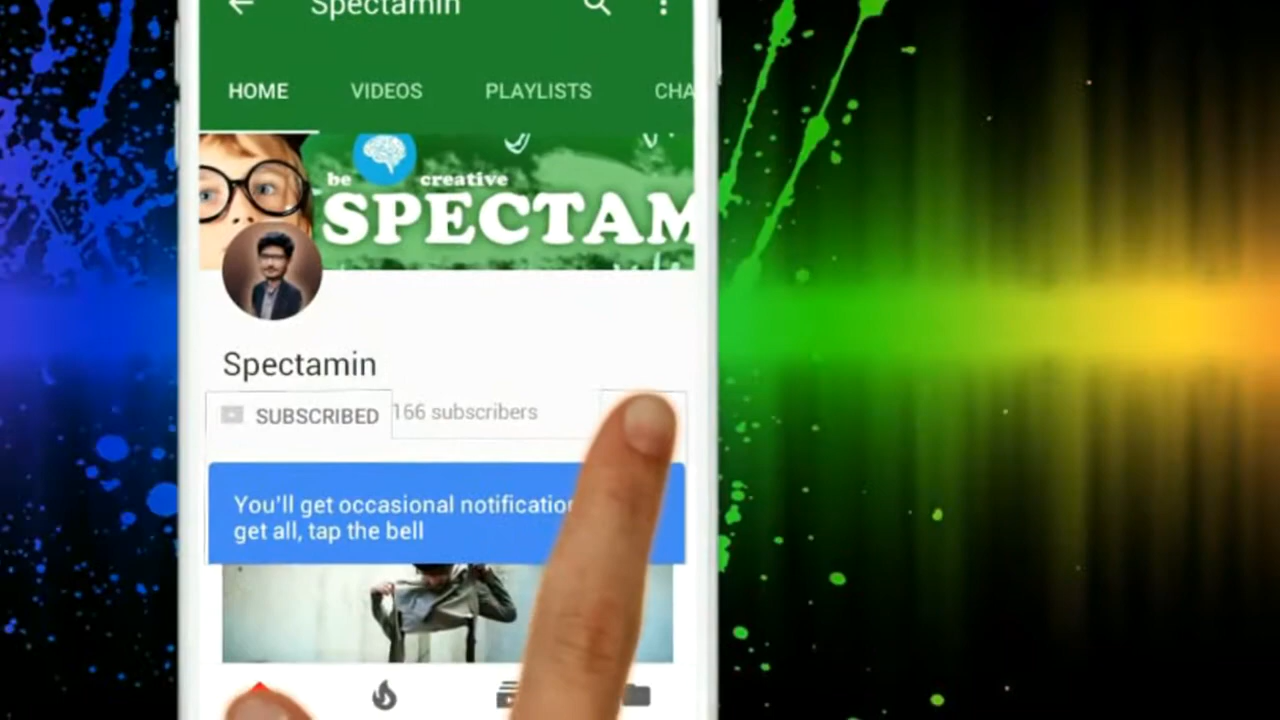 Spectamin
HOME VIDEOS PLAYLISTS CHA
be creative
SPECTAM
Spectamin
SUBSCRIBED 166 subscribers
You'll get occasional notification
get all, tap the bell